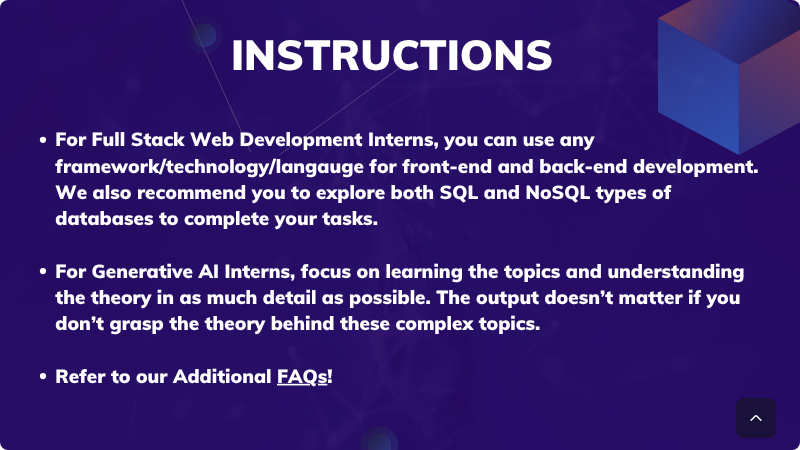 INSTRUCTIONS
• For Full Stack Web Development Interns, you can use any
framework/technology/langauge for front-end and back-end development.
We also recommend you to explore both SQL and NoSQL types of
databases to complete your tasks.
• For Generative AI Interns, focus on learning the topics and understanding
the theory in as much detail as possible. The output doesn’t matter if you
don’t grasp the theory behind these complex topics.
• Refer to our Additional FAQs!